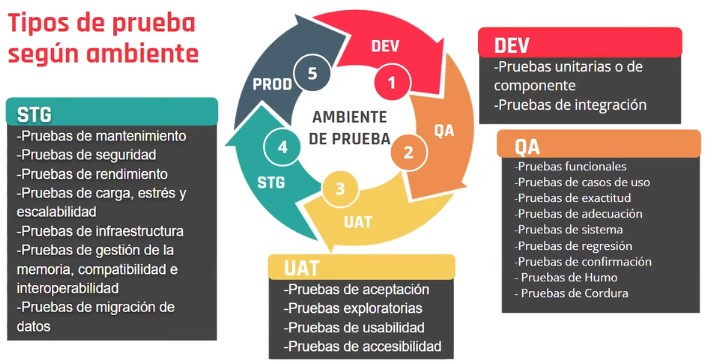 Tipos de prueba
según ambiente
DEV
1
QA
2
UAT
3
STG
4
PROD
5
AMBIENTE
DE PRUEBA
DEV
-Pruebas unitarias o de
componente
-Pruebas de integración
QA
-Pruebas funcionales
-Pruebas de casos de uso
-Pruebas de exactitud
-Pruebas de adecuación
-Pruebas de sistema
-Pruebas de regresión
-Pruebas de confirmación
- Pruebas de Humo
- Pruebas de Cordura
UAT
-Pruebas de aceptación
-Pruebas exploratorias
-Pruebas de usabilidad
-Pruebas de accesibilidad
STG
-Pruebas de mantenimiento
-Pruebas de seguridad
-Pruebas de rendimiento
-Pruebas de carga, estrés y
escalabilidad
-Pruebas de infraestructura
-Pruebas de gestión de la
memoria, compatibilidad e
interoperabilidad
-Pruebas de migración de
datos